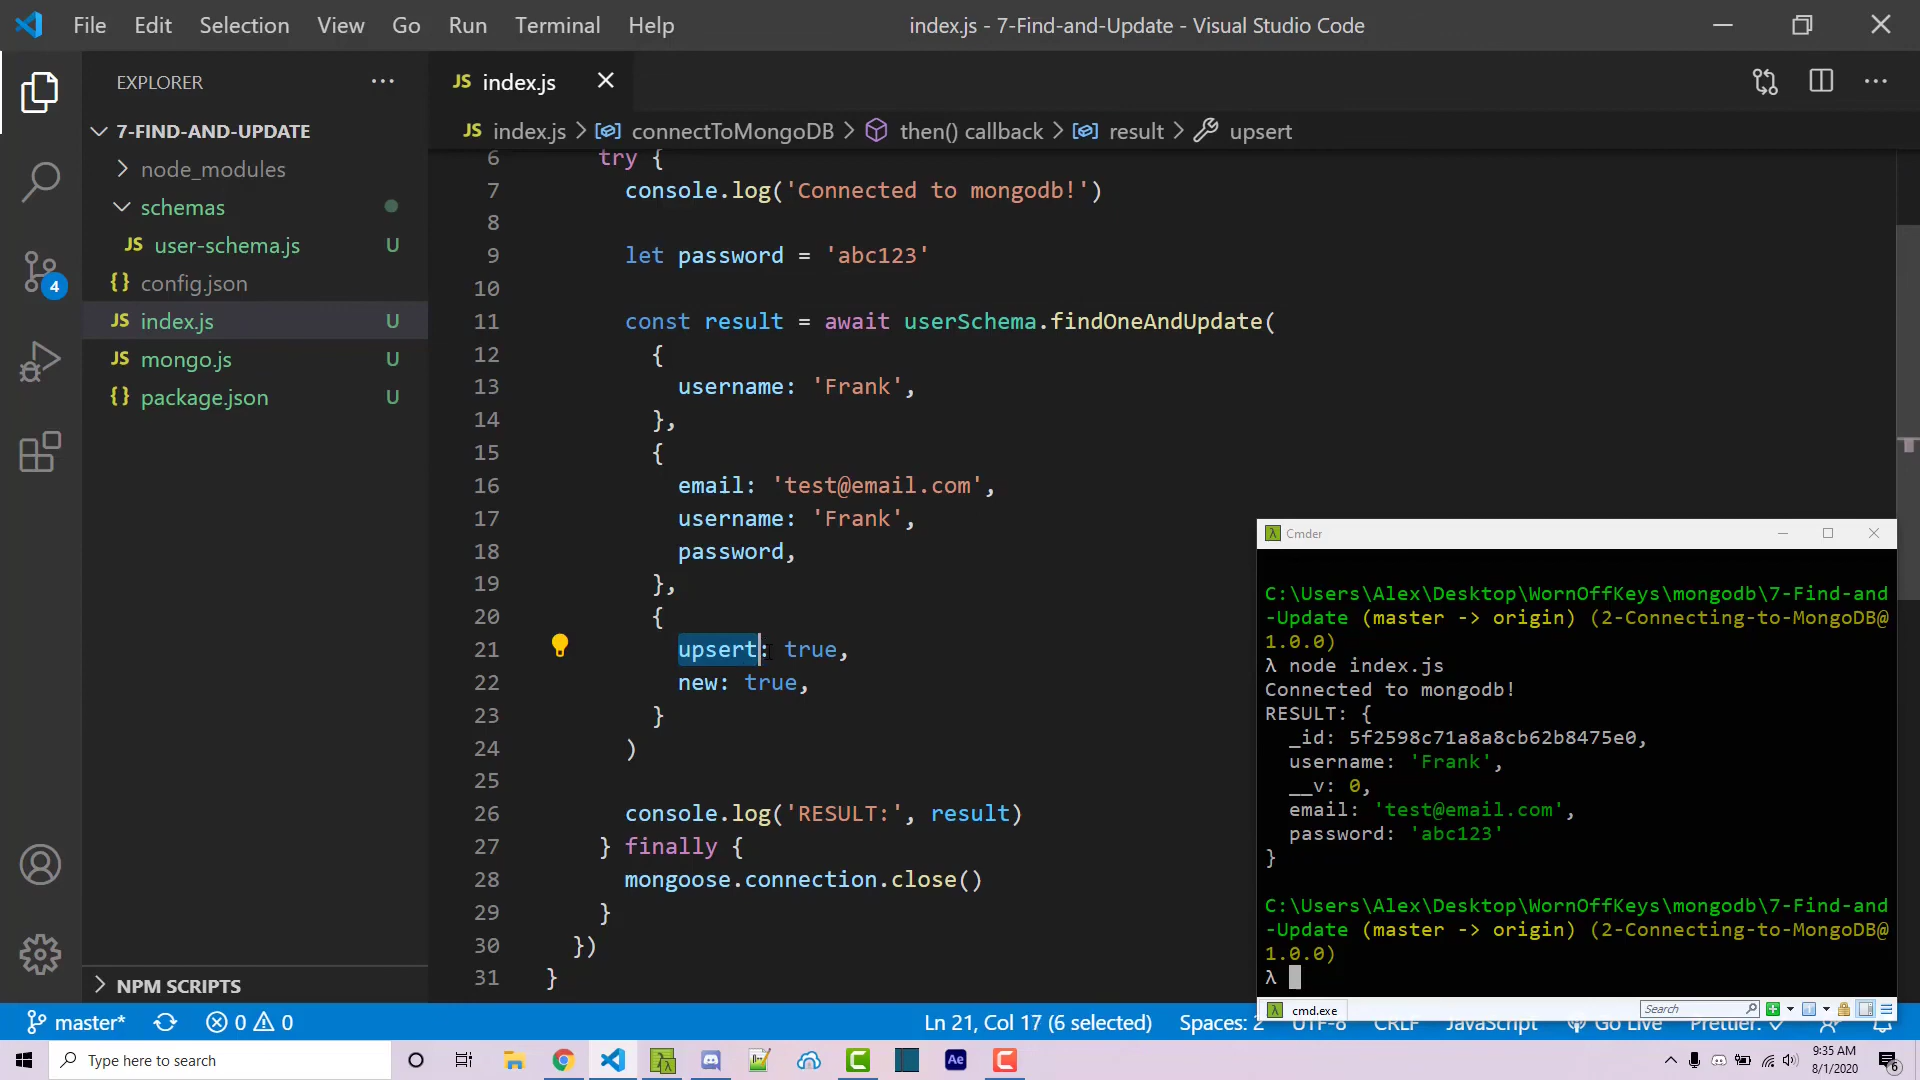 File Edit Selection View Go Run Terminal Help
index.js - 7-Find-and-Update - Visual Studio Code
EXPLORER
7-FIND-AND-UPDATE
node_modules
schemas
JS user-schema.js U
{} config.json
JS index.js U
JS mongo.js U
{} package.json U
4
NPM SCRIPTS
JS index.js
JS index.js > connectToMongoDB > then() callback > result > upsert
6 try {
7 console.log('Connected to mongodb!')
8
9 let password = 'abc123'
10
11 const result = await userSchema.findOneAndUpdate(
12 {
13 username: 'Frank',
14 },
15 {
16 email: 'test@email.com',
17 username: 'Frank',
18 password,
19 },
20 {
21 upsert: true,
22 new: true,
23 }
24 )
25
26 console.log('RESULT:', result)
27 } finally {
28 mongoose.connection.close()
29 }
30 })
31 }
Cmder
C:\Users\Alex\Desktop\WornOffKeys\mongodb\7-Find-and
-Update (master -> origin) (2-Connecting-to-MongoDB@
1.0.0)
λ node index.js
Connected to mongodb!
RESULT: {
_id: 5f2598c71a8a8cb62b8475e0,
username: 'Frank',
__v: 0,
email: 'test@email.com',
password: 'abc123'
}
C:\Users\Alex\Desktop\WornOffKeys\mongodb\7-Find-and
-Update (master -> origin) (2-Connecting-to-MongoDB@
1.0.0)
λ
cmd.exe
Search
master* 0 0
Ln 21, Col 17 (6 selected) Spaces: 2 UTF-8 CRLF JavaScript Go Live Prettier: ✓
Type here to search
Ae
9:35 AM
8/1/2020
6